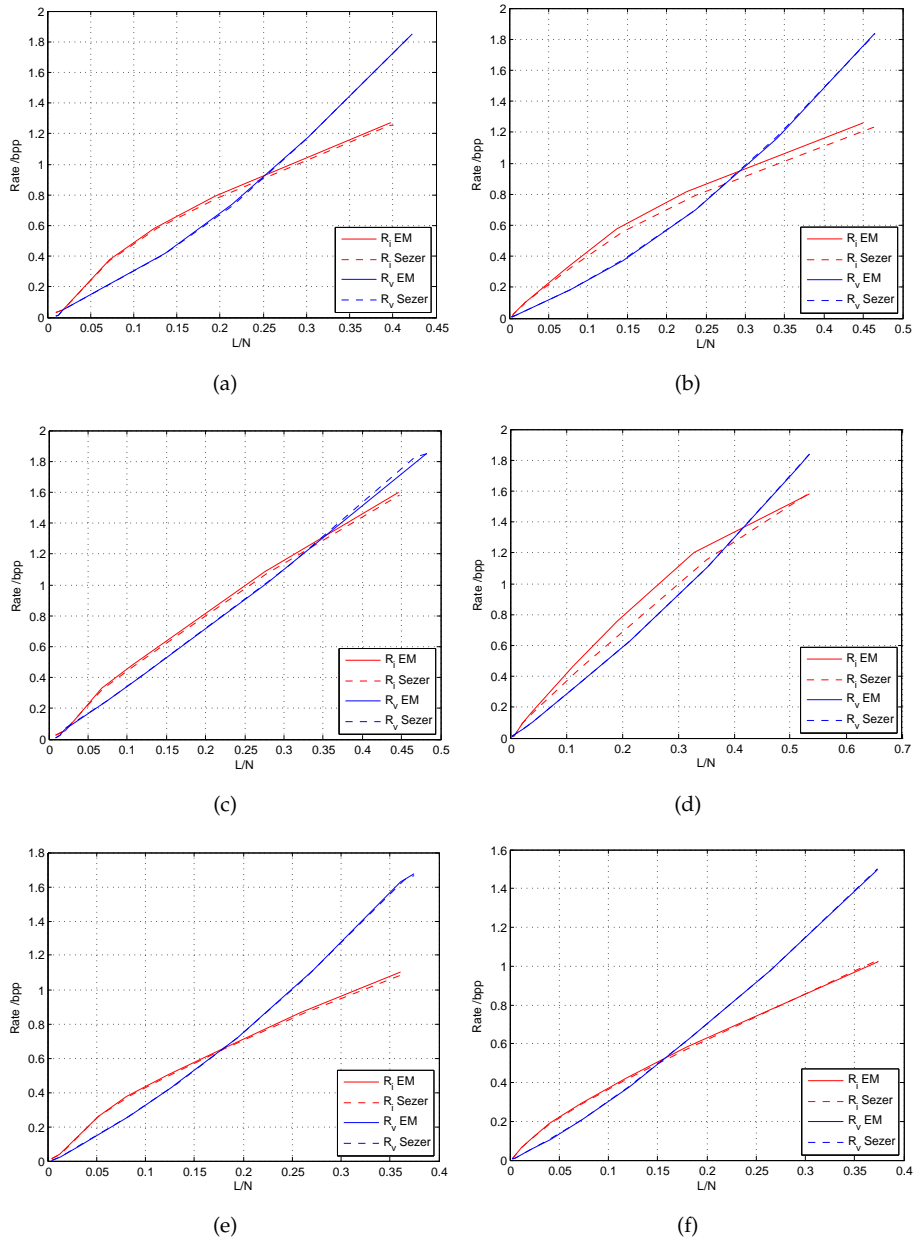 2
1.8
1.6
1.4
1.2
1
0.8
0.6
0.4
0.2
0
Rate /bpp
0 0.05 0.1 0.15 0.2 0.25 0.3 0.35 0.4 0.45
L/N
R_i EM
R_i Sezer
R_v EM
R_v Sezer
(a)
2
1.8
1.6
1.4
1.2
1
0.8
0.6
0.4
0.2
0
Rate /bpp
0 0.05 0.1 0.15 0.2 0.25 0.3 0.35 0.4 0.45 0.5
L/N
R_i EM
R_i Sezer
R_v EM
R_v Sezer
(b)
2
1.8
1.6
1.4
1.2
1
0.8
0.6
0.4
0.2
0
Rate /bpp
0 0.05 0.1 0.15 0.2 0.25 0.3 0.35 0.4 0.45 0.5
L/N
R_i EM
R_i Sezer
R_v EM
R_v Sezer
(c)
2
1.8
1.6
1.4
1.2
1
0.8
0.6
0.4
0.2
0
Rate /bpp
0 0.1 0.2 0.3 0.4 0.5 0.6 0.7
L/N
R_i EM
R_i Sezer
R_v EM
R_v Sezer
(d)
1.8
1.6
1.4
1.2
1
0.8
0.6
0.4
0.2
0
Rate /bpp
0 0.05 0.1 0.15 0.2 0.25 0.3 0.35 0.4
L/N
R_i EM
R_i Sezer
R_v EM
R_v Sezer
(e)
1.6
1.4
1.2
1
0.8
0.6
0.4
0.2
0
Rate /bpp
0 0.05 0.1 0.15 0.2 0.25 0.3 0.35 0.4
L/N
R_i EM
R_i Sezer
R_v EM
R_v Sezer
(f)